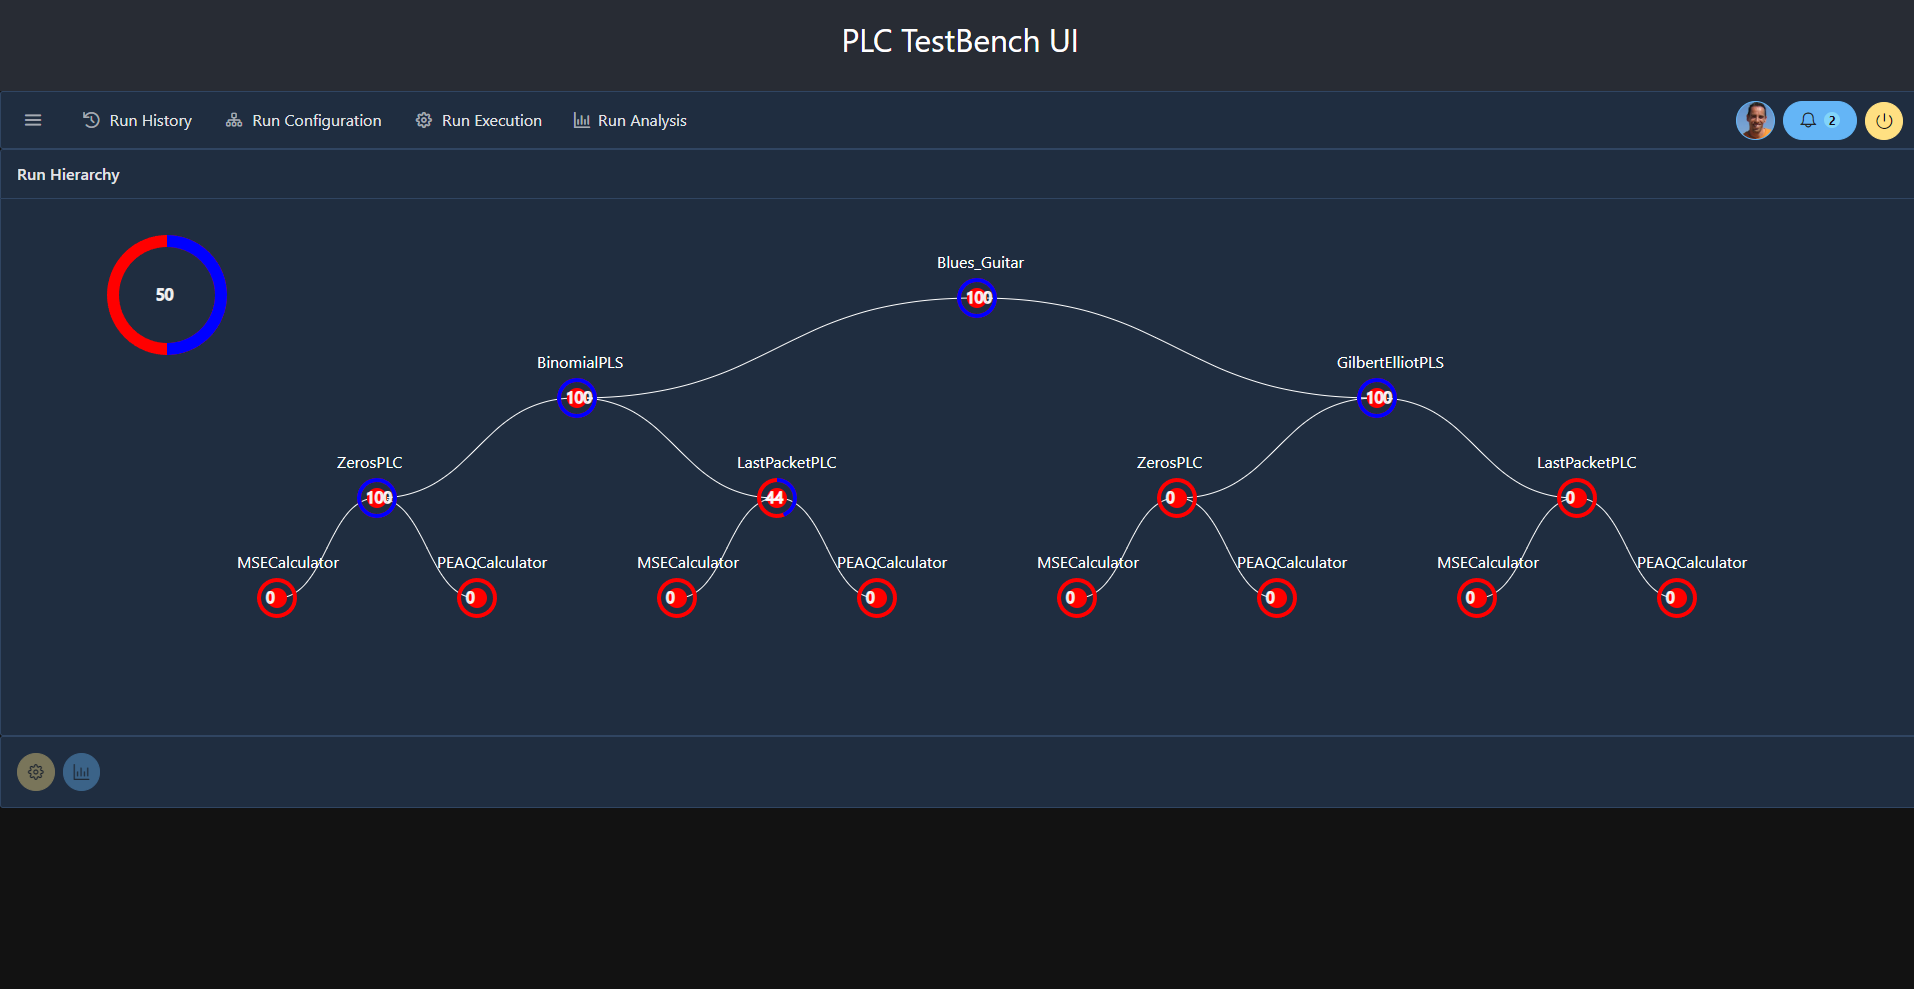 PLC TestBench UI
Run History Run Configuration Run Execution Run Analysis 2
Run Hierarchy
50
Blues_Guitar
100
BinomialPLS GilbertElliotPLS
100 100
ZerosPLC LastPacketPLC ZerosPLC LastPacketPLC
100 44 0 0
MSECalculator PEAQCalculator MSECalculator PEAQCalculator MSECalculator PEAQCalculator MSECalculator PEAQCalculator
0 0 0 0 0 0 0 0